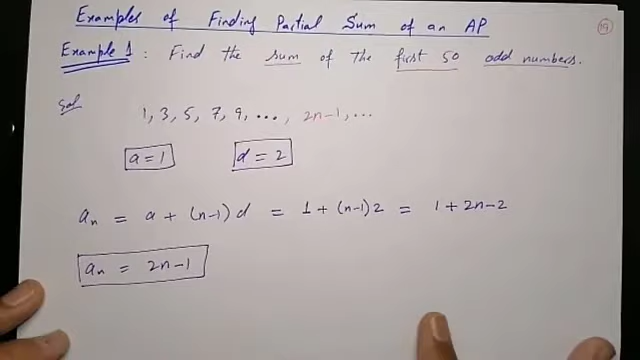 Examples of Finding Partial Sum of an AP
19
Example 1 : Find the sum of the first 50 odd numbers.
Sol
1, 3, 5, 7, 9, ..., 2n-1, ...
a = 1 d = 2
aₙ = a + (n-1) d = 1 + (n-1) 2 = 1 + 2n - 2
aₙ = 2n - 1